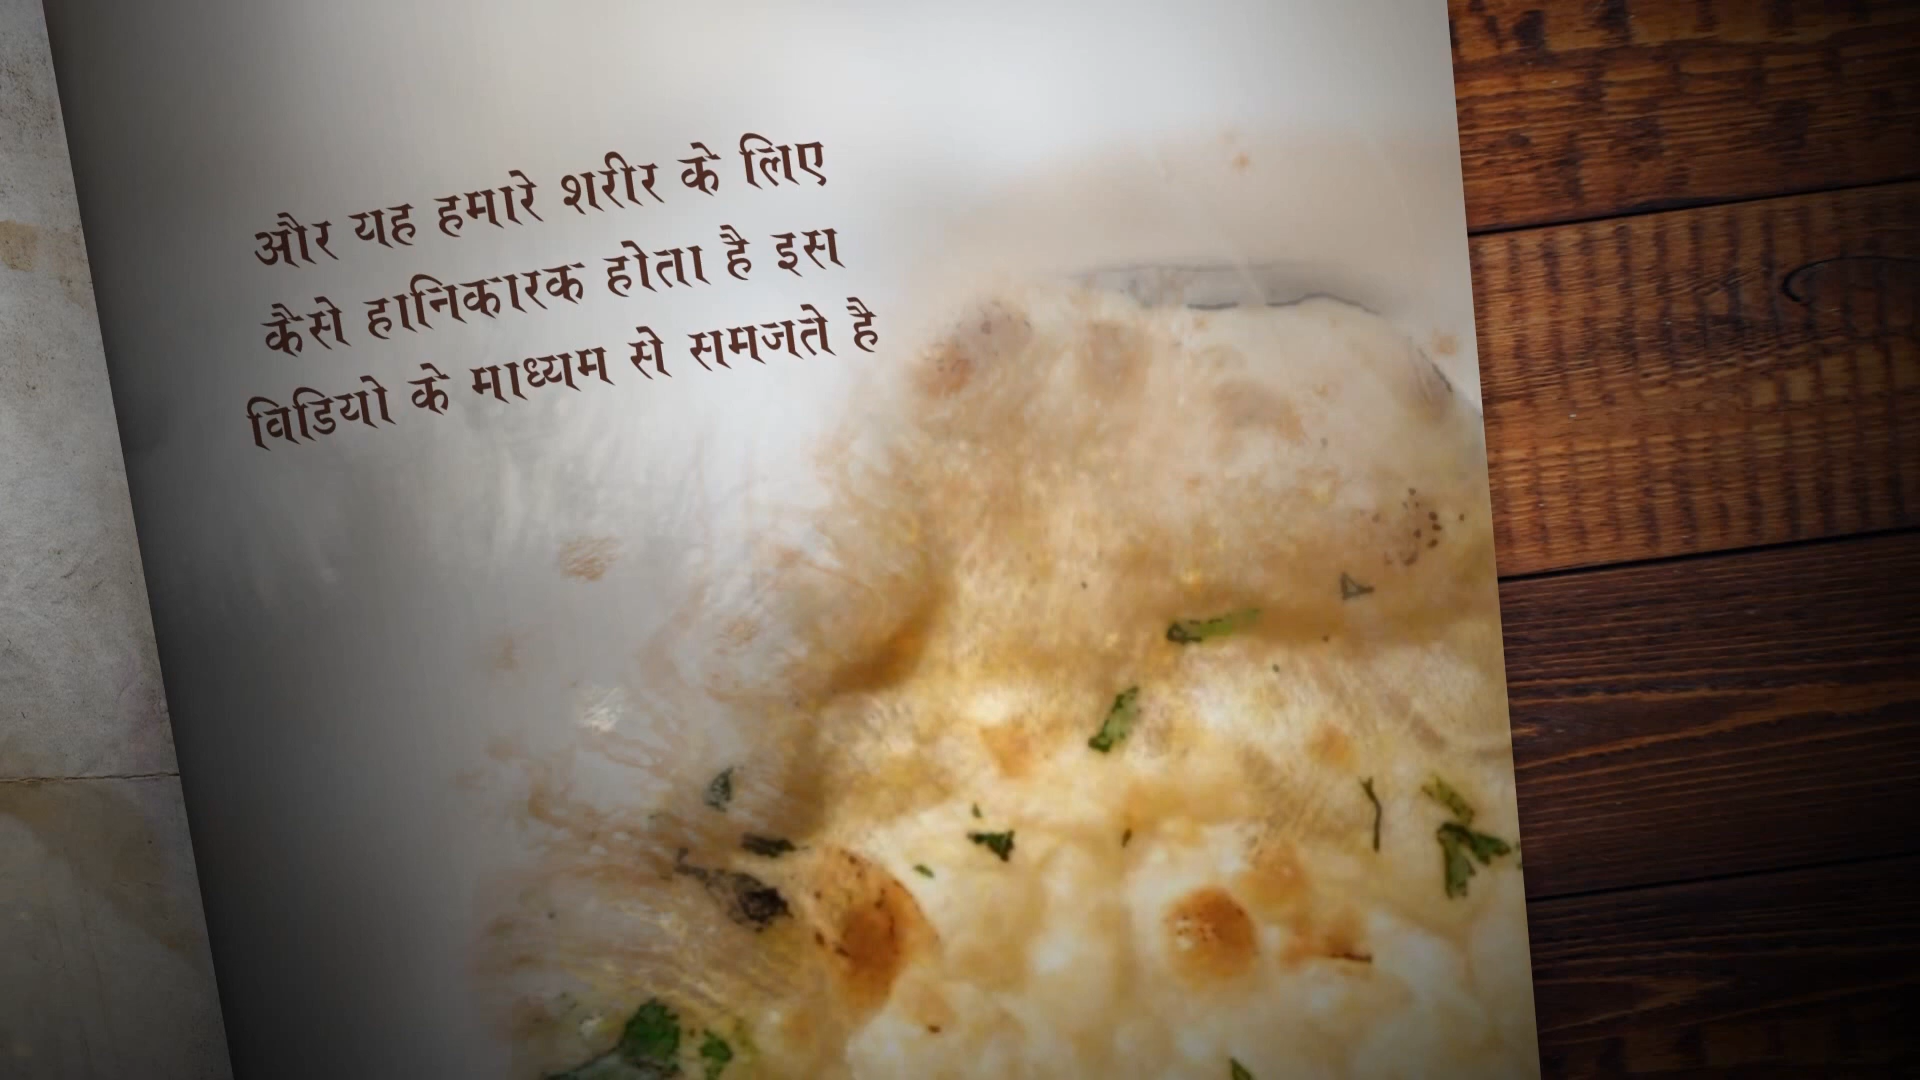 और यह हमारे शरीर के लिए
कैसे हानिकारक होता है इस
विडियो के माध्यम से समजते है